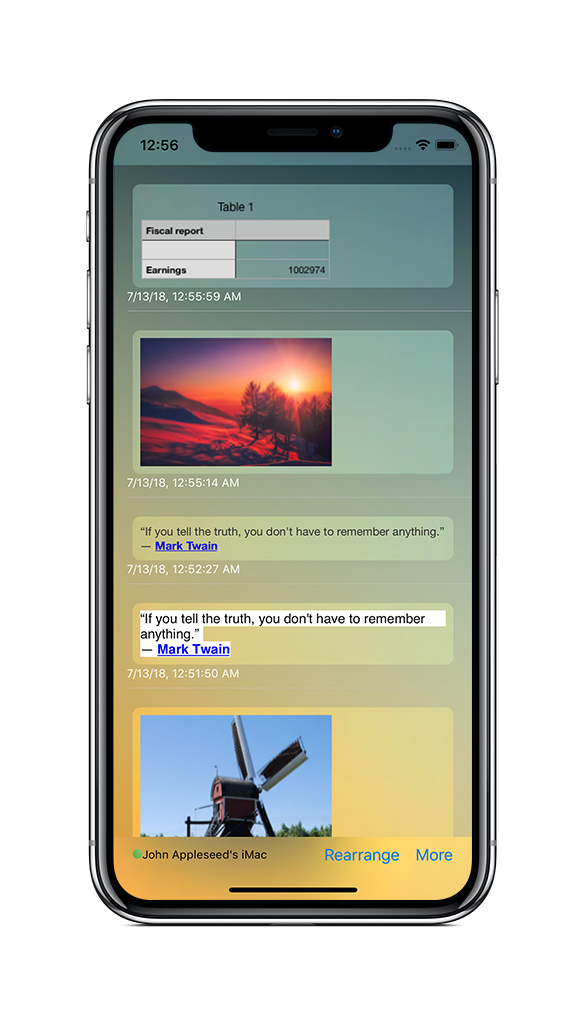 12:56
Table 1
Fiscal report
Earnings 1002974
7/13/18, 12:55:59 AM
7/13/18, 12:55:14 AM
“If you tell the truth, you don't have to remember anything.”
— Mark Twain
7/13/18, 12:52:27 AM
“If you tell the truth, you don't have to remember
anything.”
— Mark Twain
7/13/18, 12:51:50 AM
John Appleseed's iMac Rearrange More